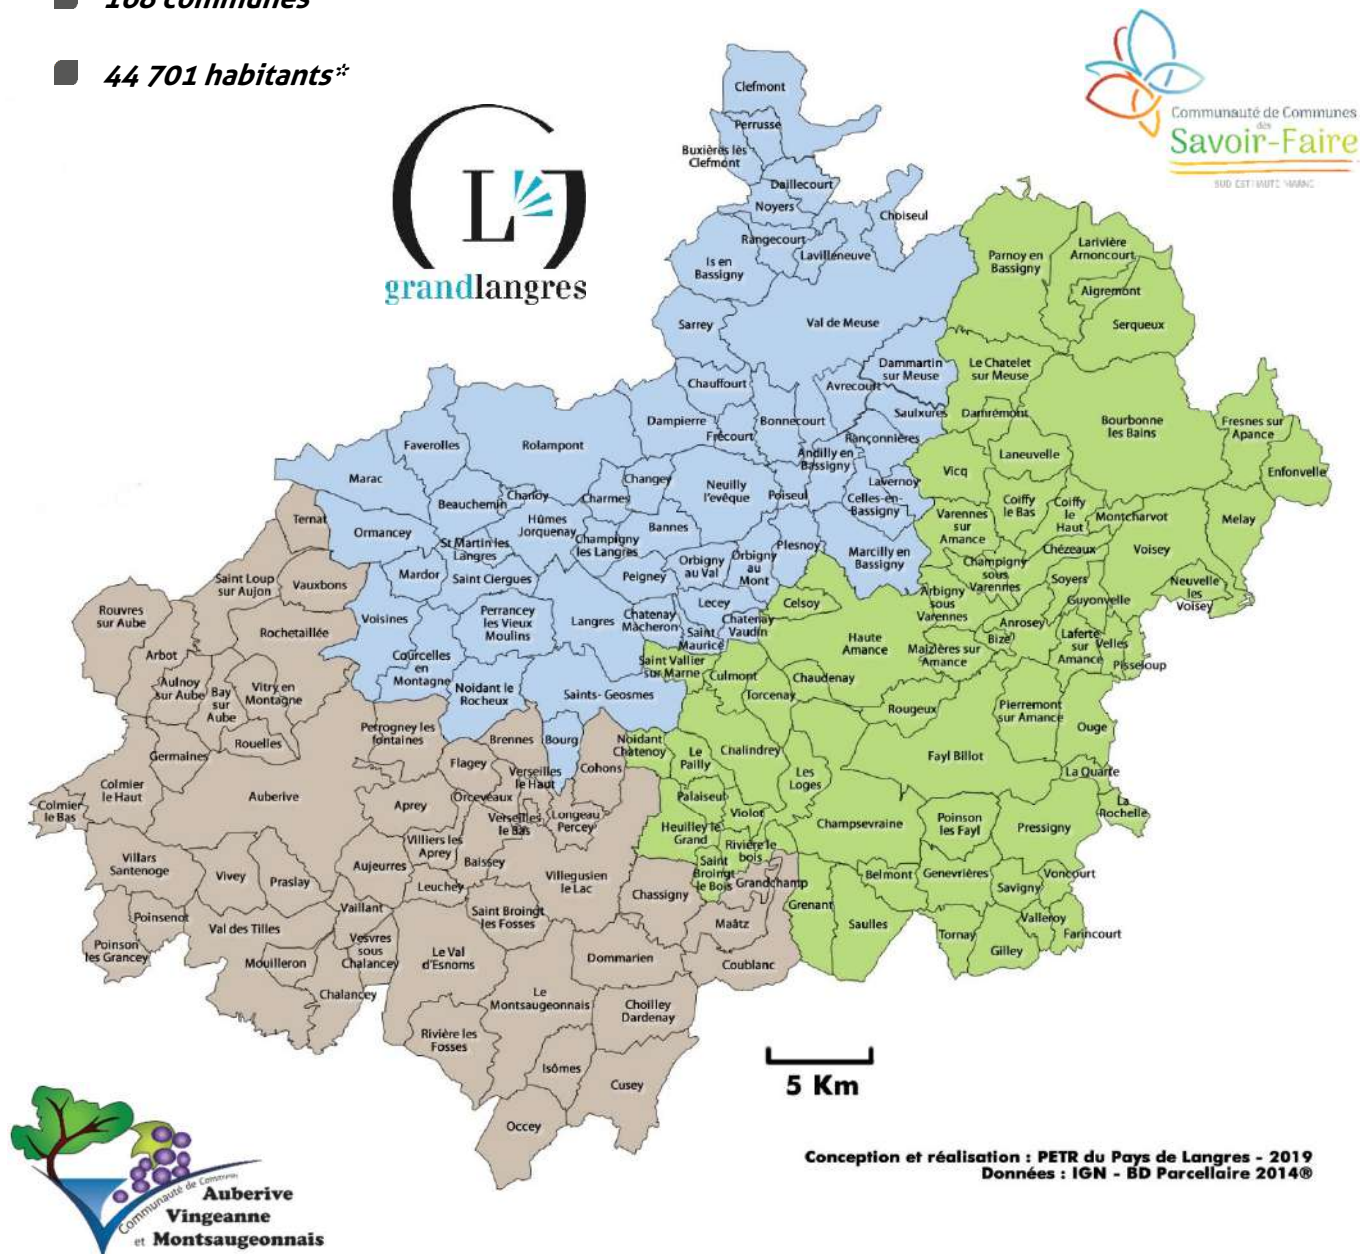 168 communes
44 701 habitants*
grandlangres
Communauté de Communes
des
Savoir-Faire
SUD EST HAUTE MARNE
Clefmont
Perrusse
Buxières lès
Clefmont
Daillecourt
Noyers
Choiseul
Rangecourt
Lavilleneuve
Is en
Bassigny
Parnoy en
Bassigny
Larivière
Arnoncourt
Aigremont
Serqueux
Sarrey
Val de Meuse
Dammartin
sur Meuse
Le Chatelet
sur Meuse
Chauffourt
Avrecourt
Saulxures
Damrémont
Bourbonne
les Bains
Fresnes sur
Apance
Enfonvelle
Dampierre
Frécourt
Bonnecourt
Rançonnières
Faverolles
Rolampont
Andilly en
Bassigny
Laneuvelle
Vicq
Marac
Changey
Neuilly
l'evêque
Poiseul
Lavernoy
Celles-en-
Bassigny
Beauchemin
Chanoy
Charmes
Coiffy
le Bas
Coiffy
le
Haut
Montcharvot
Melay
Varennes
sur
Amance
Ternat
Ormancey
Hûmes
Jorquenay
Bannes
St Martin les
Langres
Champigny
les Langres
Plesnoy
Marcilly en
Bassigny
Chézeaux
Voisey
Champigny
sous
Varennes
Orbigny
au Val
Orbigny
au
Mont
Saint Loup
sur Aujon
Vauxbons
Mardor
Saint Ciergues
Peigney
Soyers
Neuvelle
les
Voisey
Arbigny
sous
Varennes
Guyonvelle
Rouvres
sur Aube
Voisines
Perrancey
les Vieux
Moulins
Langres
Chatenay
Mâcheron
Lecey
Celsoy
Chatenay
Vaudin
Saint
Maurice
Anrosey
Bize
Laferté
sur
Amance
Velles
Pisseloup
Rochetaillée
Haute
Amance
Maizières sur
Amance
Arbot
Courcelles
en
Montagne
Saint Vallier
sur Marne
Culmont
Chaudenay
Torcenay
Aulnoy
sur Aube
Bay
sur
Aube
Vitry en
Montagne
Noidant le
Rocheux
Saints- Geosmes
Rougeux
Pierremont
sur Amance
Ouge
Perrogney les
fontaines
Brennes
Bourg
Noidant
Chatenoy
Rouelles
Germaines
Le
Pailly
Chalindrey
Fayl Billot
Flagey
Verseilles
le Haut
Cohons
Les
Loges
La Quarte
Colmier
le Haut
Auberive
Colmier
le Bas
Aprey
Orcevaux
Palaiseul
Violot
La
Rochelle
Verseilles
le Bas
Longeau
Percey
Heuilley le
Grand
Champsevraine
Poinson
les Fayl
Pressigny
Villars
Santenoge
Villiers les
Aprey
Rivière le
bois
Vivey
Praslay
Aujeurres
Baissey
Villegusien
le Lac
Saint
Broingt
le Bois
Grandchamp
Belmont
Genevrières
Voncourt
Savigny
Leuchey
Chassigny
Poinsenot
Vaillant
Saint Broingt
les Fosses
Grenant
Saulles
Valleroy
Farincourt
Val des Tilles
Maâtz
Tornay
Gilley
Poinson
les Grancey
Vesvres
sous
Chalancey
Le Val
d'Esnoms
Dommarien
Coublanc
Mouilleron
Chalancey
Le
Montsaugeonnais
Choilley
Dardenay
Rivière les
Fosses
Isômes
Cusey
Occey
5 Km
Conception et réalisation : PETR du Pays de Langres - 2019
Données : IGN - BD Parcellaire 2014®
Communauté de Communes
Auberive
Vingeanne
et Montsaugeonnais